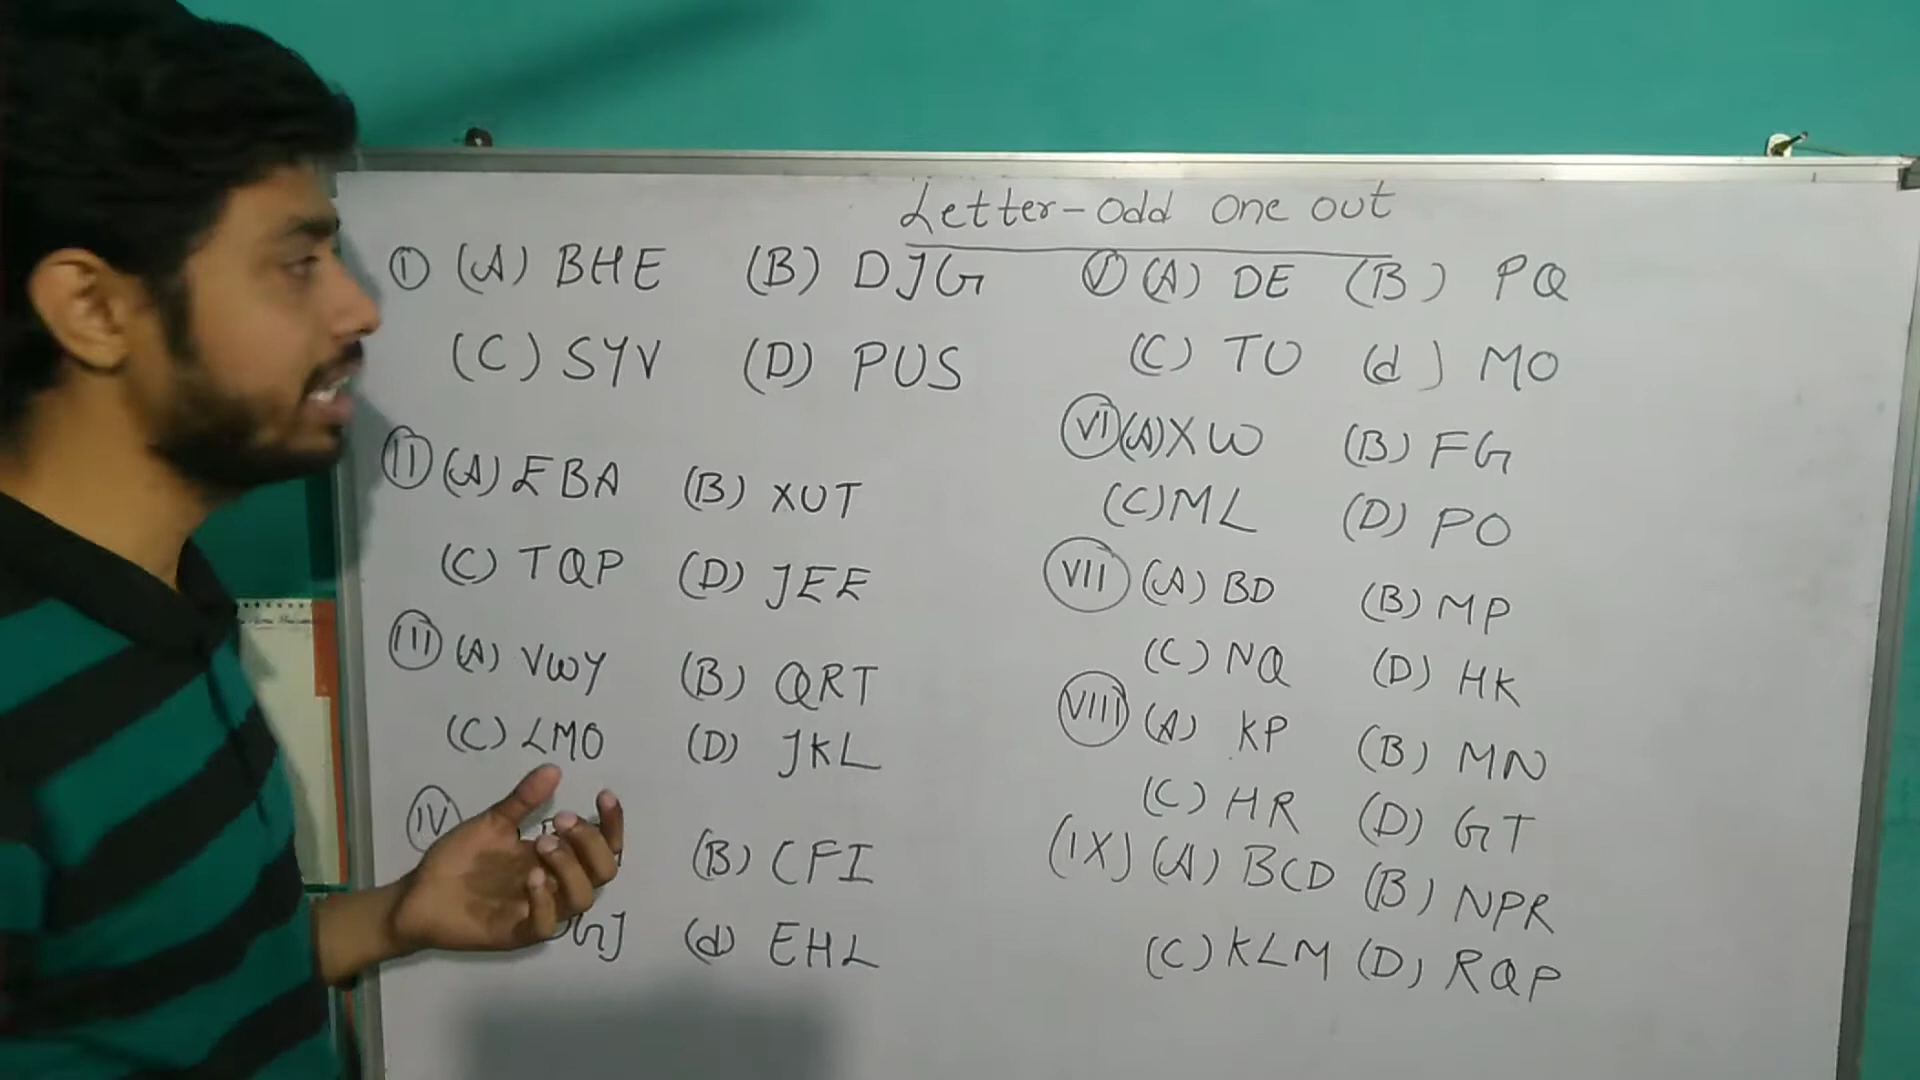 Letter-odd one out
I (A) BHE (B) DJG
(C) SYV (D) PUS
II (A) EBA (B) XUT
(C) TQP (D) JEE
III (A) VWY (B) QRT
(C) LMO (D) JKL
IV
(B) CFI
GJ (d) EHL
V (A) DE (B) PQ
(C) TU (d) MO
VI (A) XW (B) FG
(C) ML (D) PO
VII (A) BD (B) MP
(C) NQ (D) HK
VIII (A) KP (B) MN
(C) HR (D) GT
(IX) (A) BCD (B) NPR
(C) KLM (D) RQP